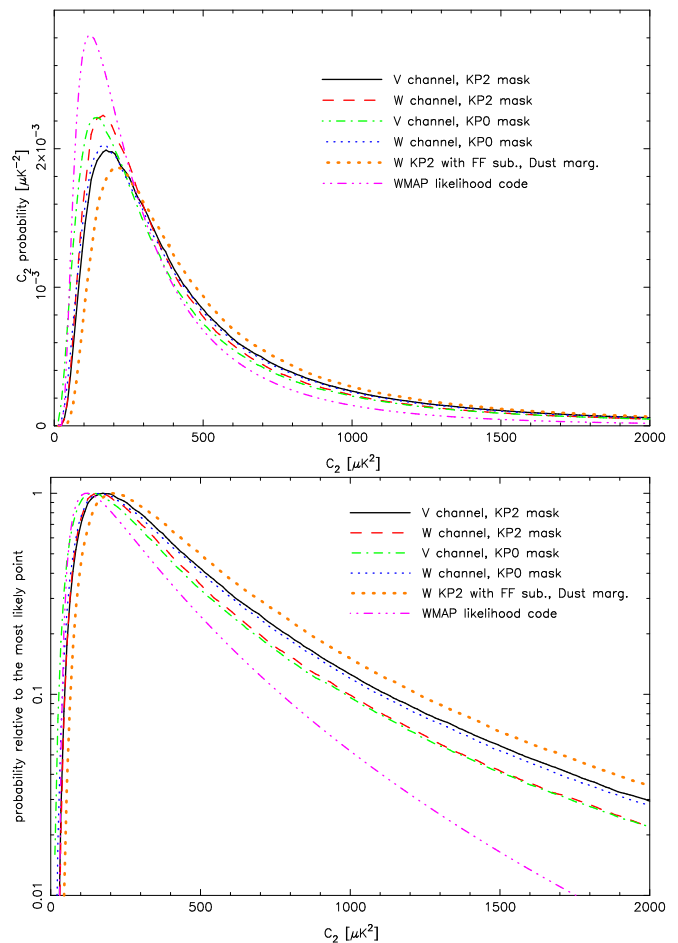 C₂ probability [μK⁻²]
2×10⁻³
10⁻³
0
V channel, KP2 mask
W channel, KP2 mask
V channel, KP0 mask
W channel, KP0 mask
W KP2 with FF sub., Dust marg.
WMAP likelihood code
0 500 1000 1500 2000
C₂ [μK²]
probability relative to the most likely point
1
0.1
0.01
V channel, KP2 mask
W channel, KP2 mask
V channel, KP0 mask
W channel, KP0 mask
W KP2 with FF sub., Dust marg.
WMAP likelihood code
0 500 1000 1500 2000
C₂ [μK²]